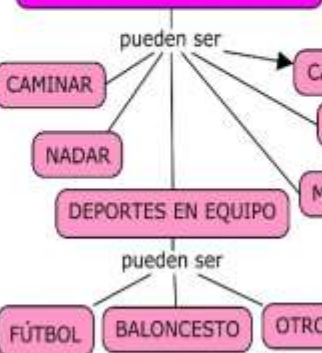 pueden ser
CAMINAR
NADAR
DEPORTES EN EQUIPO
pueden ser
FÚTBOL
BALONCESTO